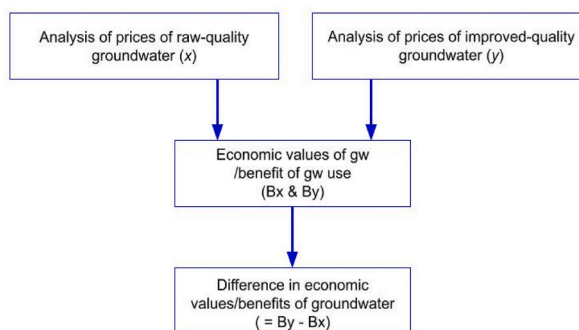 Analysis of prices of raw-quality
groundwater (x)
Analysis of prices of improved-quality
groundwater (y)
Economic values of gw
/benefit of gw use
(Bx & By)
Difference in economic
values/benefits of groundwater
( = By - Bx)